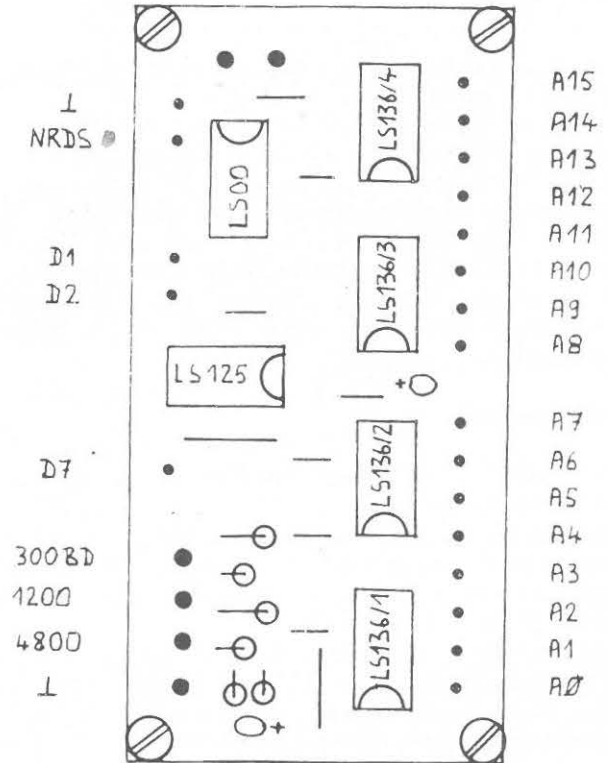 ⊥
NRDS
D1
D2
D7
300BD
1200
4800
⊥
LS00
LS125
+
+
LS136/4
LS136/3
LS136/2
LS136/1
A15
A14
A13
A12
A11
A10
A9
A8
A7
A6
A5
A4
A3
A2
A1
AØ